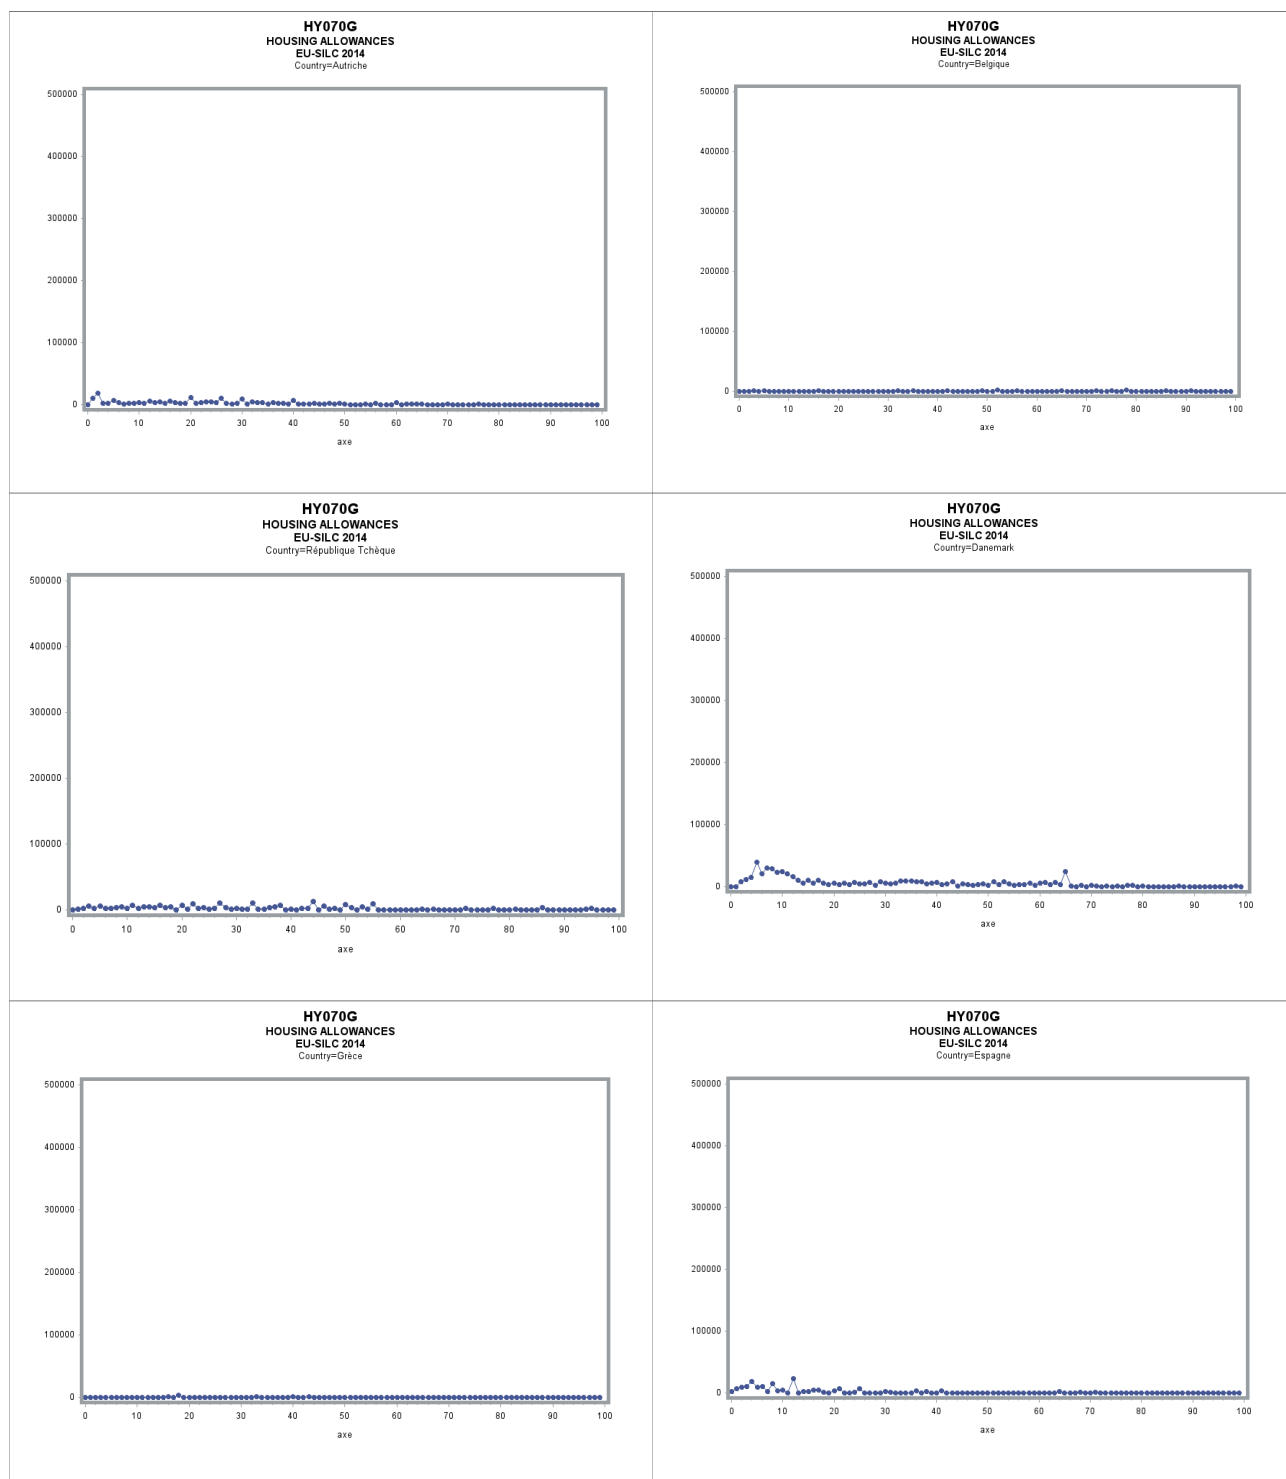 HY070G
HOUSING ALLOWANCES
EU-SILC 2014
Country=Autriche
500000
400000
300000
200000
100000
0
0 10 20 30 40 50 60 70 80 90 100
axe
HY070G
HOUSING ALLOWANCES
EU-SILC 2014
Country=Belgique
500000
400000
300000
200000
100000
0
0 10 20 30 40 50 60 70 80 90 100
axe
HY070G
HOUSING ALLOWANCES
EU-SILC 2014
Country=République Tchèque
500000
400000
300000
200000
100000
0
0 10 20 30 40 50 60 70 80 90 100
axe
HY070G
HOUSING ALLOWANCES
EU-SILC 2014
Country=Danemark
500000
400000
300000
200000
100000
0
0 10 20 30 40 50 60 70 80 90 100
axe
HY070G
HOUSING ALLOWANCES
EU-SILC 2014
Country=Grèce
500000
400000
300000
200000
100000
0
0 10 20 30 40 50 60 70 80 90 100
axe
HY070G
HOUSING ALLOWANCES
EU-SILC 2014
Country=Espagne
500000
400000
300000
200000
100000
0
0 10 20 30 40 50 60 70 80 90 100
axe